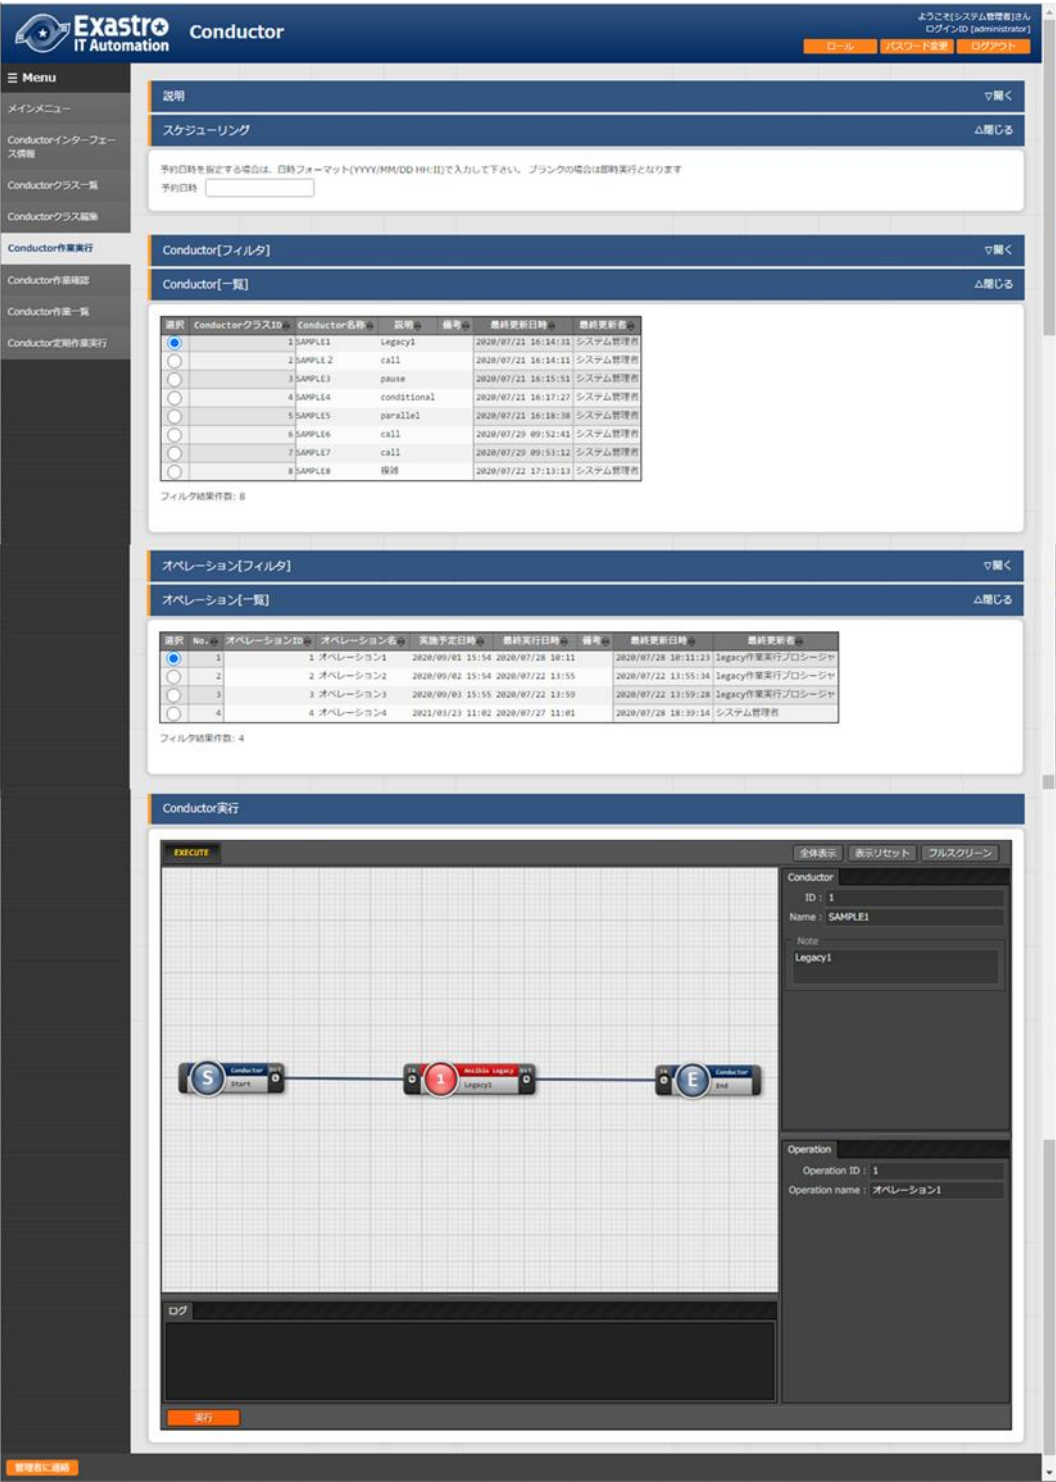 Exastro
IT Automation
Conductor
ようこそ[システム管理者]さん
ログインID [administrator]
ロール パスワード変更 ログアウト
☰ Menu
メインメニュー
Conductorインターフェー
ス情報
Conductorクラス一覧
Conductorクラス編集
Conductor作業実行
Conductor作業確認
Conductor作業一覧
Conductor定期作業実行
説明 ▽開く
スケジューリング △閉じる
予約日時を指定する場合は、日時フォーマット(YYYY/MM/DD HH:II)で入力して下さい。 ブランクの場合は即時実行となります
予約日時
Conductor[フィルタ] ▽開く
Conductor[一覧] △閉じる
選択 ConductorクラスID Conductor名称 説明 備考 最終更新日時 最終更新者
1 SAMPLE1 Legacy1 2020/07/21 16:14:31 システム管理者
2 SAMPLE２ call 2020/07/21 16:14:11 システム管理者
3 SAMPLE3 pause 2020/07/21 16:15:51 システム管理者
4 SAMPLE4 conditional 2020/07/21 16:17:27 システム管理者
5 SAMPLE5 parallel 2020/07/21 16:18:38 システム管理者
6 SAMPLE6 call 2020/07/29 09:52:41 システム管理者
7 SAMPLE7 call 2020/07/29 09:53:12 システム管理者
8 SAMPLE8 複雑 2020/07/22 17:13:13 システム管理者
フィルタ結果件数: 8
オペレーション[フィルタ] ▽開く
オペレーション[一覧] △閉じる
選択 No. オペレーションID オペレーション名 実施予定日時 最終実行日時 備考 最終更新日時 最終更新者
1 1 オペレーション1 2020/09/01 15:54 2020/07/28 10:11 2020/07/28 10:11:23 legacy作業実行プロシージャ
2 2 オペレーション2 2020/09/02 15:54 2020/07/22 13:55 2020/07/22 13:55:34 legacy作業実行プロシージャ
3 3 オペレーション3 2020/09/03 15:55 2020/07/22 13:59 2020/07/22 13:59:28 legacy作業実行プロシージャ
4 4 オペレーション4 2021/03/23 11:02 2020/07/27 11:01 2020/07/28 18:39:14 システム管理者
フィルタ結果件数: 4
Conductor実行
EXECUTE 全体表示 表示リセット フルスクリーン
Conductor
ID : 1
Name : SAMPLE1
Note
Legacy1
S Conductor OUT
Start
IN 1 Ansible Legacy OUT
Legacy1
IN E Conductor
End
Operation
Operation ID : 1
Operation name : オペレーション1
ログ
実行
管理者に連絡